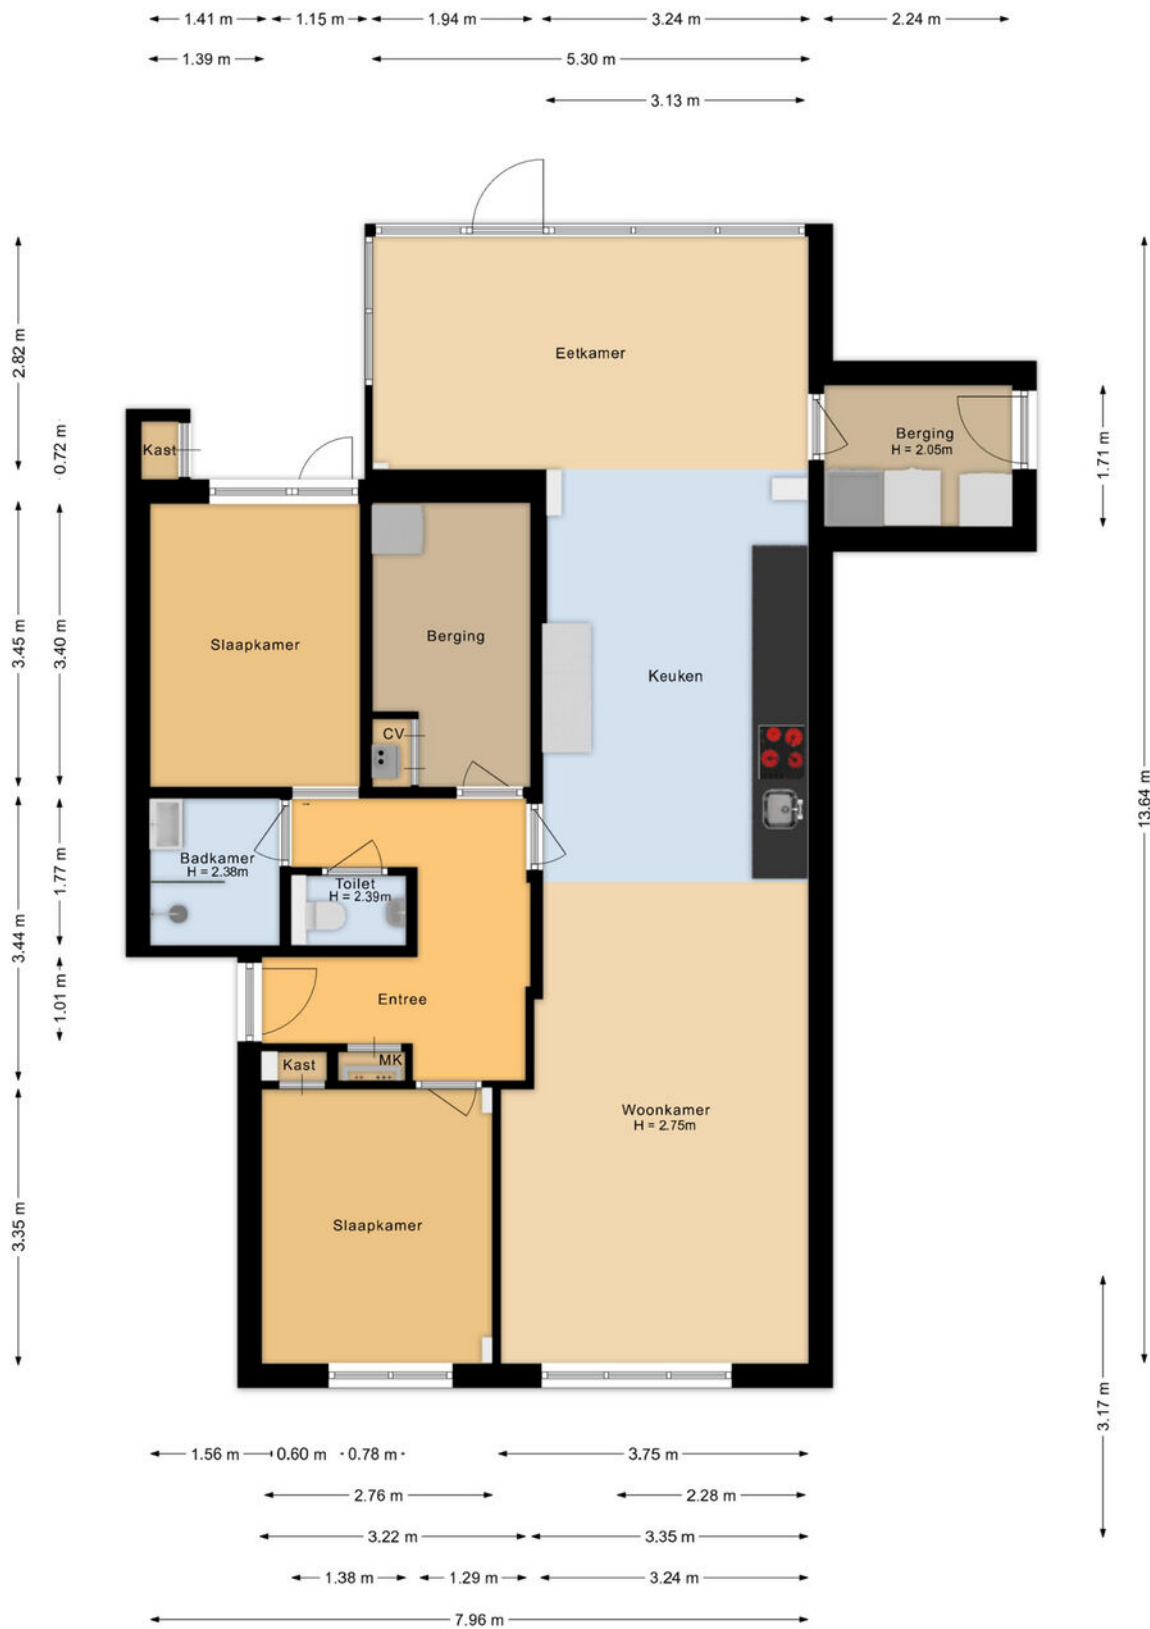 1.41 m
1.15 m
1.94 m
3.24 m
2.24 m
1.39 m
5.30 m
3.13 m
2.82 m
Eetkamer
Kast
0.72 m
Berging
H = 2.05m
1.71 m
3.45 m
3.40 m
Slaapkamer
Berging
Keuken
CV
13.64 m
3.44 m
1.77 m
Badkamer
H = 2.38m
Toilet
H = 2.39m
1.01 m
Entree
Kast
MK
Woonkamer
H = 2.75m
3.35 m
Slaapkamer
3.17 m
1.56 m
0.60 m
0.78 m
3.75 m
2.76 m
2.28 m
3.22 m
3.35 m
1.38 m
1.29 m
3.24 m
7.96 m